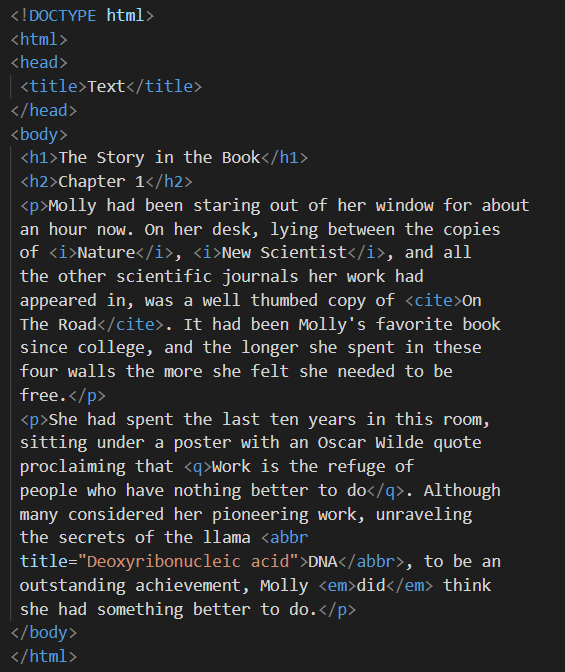 <!DOCTYPE html>
<html>
<head>
<title>Text</title>
</head>
<body>
<h1>The Story in the Book</h1>
<h2>Chapter 1</h2>
<p>Molly had been staring out of her window for about
an hour now. On her desk, lying between the copies
of <i>Nature</i>, <i>New Scientist</i>, and all
the other scientific journals her work had
appeared in, was a well thumbed copy of <cite>On
The Road</cite>. It had been Molly's favorite book
since college, and the longer she spent in these
four walls the more she felt she needed to be
free.</p>
<p>She had spent the last ten years in this room,
sitting under a poster with an Oscar Wilde quote
proclaiming that <q>Work is the refuge of
people who have nothing better to do</q>. Although
many considered her pioneering work, unraveling
the secrets of the llama <abbr
title="Deoxyribonucleic acid">DNA</abbr>, to be an
outstanding achievement, Molly <em>did</em> think
she had something better to do.</p>
</body>
</html>